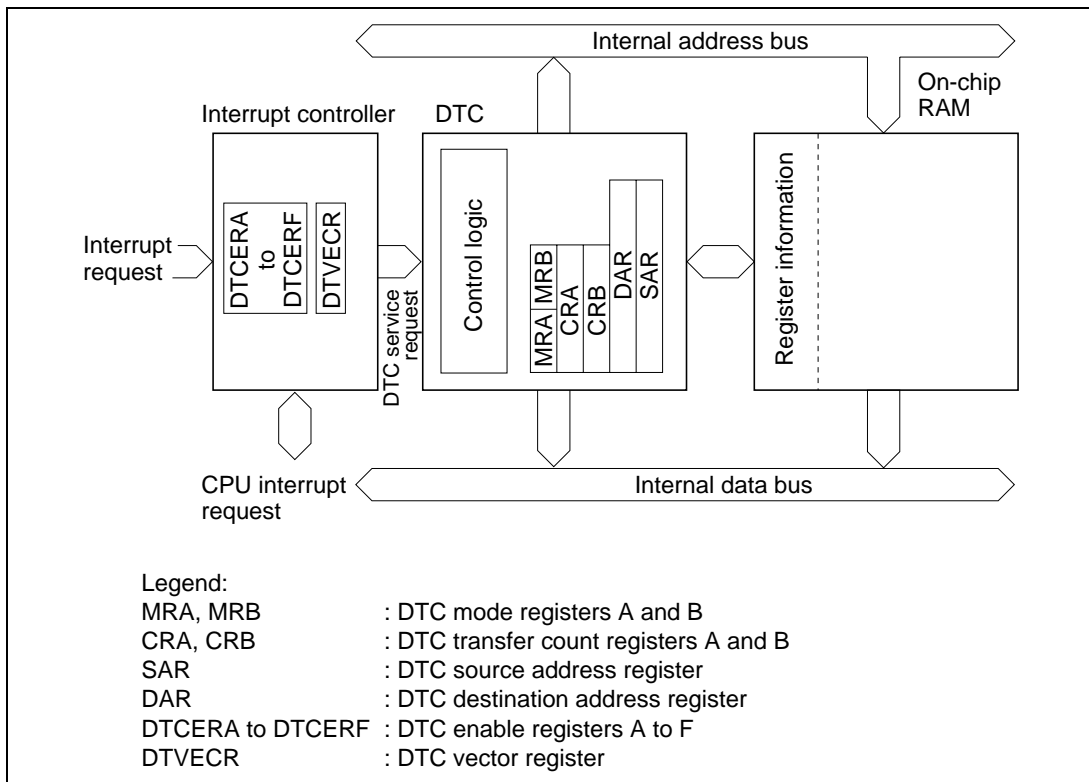 Internal address bus
On-chip
RAM
Interrupt controller
DTC
Interrupt
request
DTCERA
to
DTCERF
DTVECR
DTC service
request
Control logic
MRA
MRB
CRA
CRB
DAR
SAR
Register information
CPU interrupt
request
Internal data bus
Legend:
MRA, MRB : DTC mode registers A and B
CRA, CRB : DTC transfer count registers A and B
SAR : DTC source address register
DAR : DTC destination address register
DTCERA to DTCERF : DTC enable registers A to F
DTVECR : DTC vector register